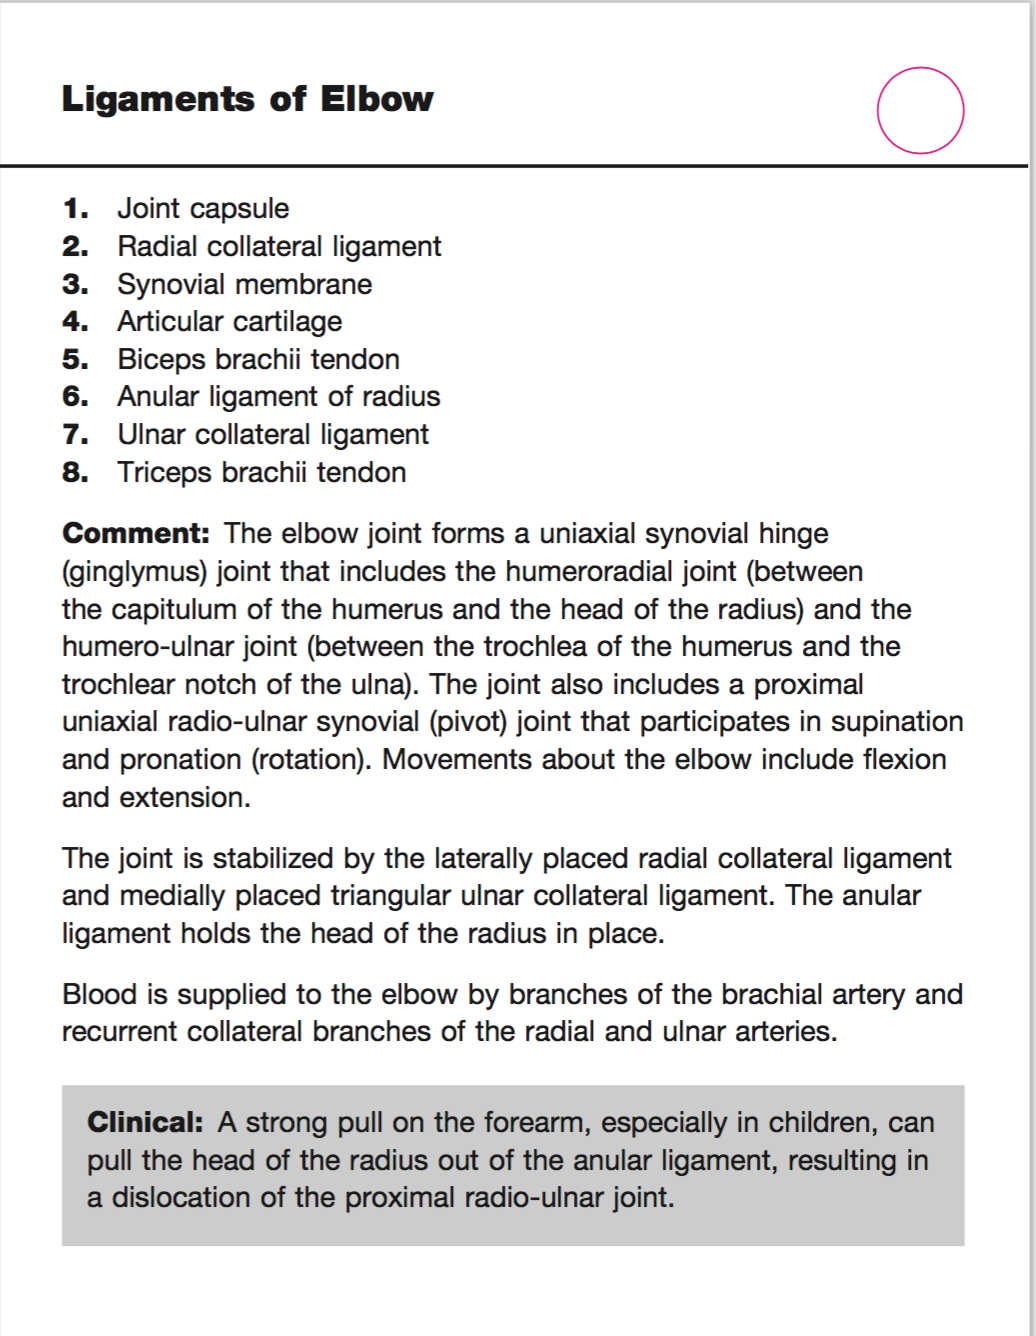 Ligaments of Elbow
1. Joint capsule
2. Radial collateral ligament
3. Synovial membrane
4. Articular cartilage
5. Biceps brachii tendon
6. Anular ligament of radius
7. Ulnar collateral ligament
8. Triceps brachii tendon
Comment: The elbow joint forms a uniaxial synovial hinge
(ginglymus) joint that includes the humeroradial joint (between
the capitulum of the humerus and the head of the radius) and the
humero-ulnar joint (between the trochlea of the humerus and the
trochlear notch of the ulna). The joint also includes a proximal
uniaxial radio-ulnar synovial (pivot) joint that participates in supination
and pronation (rotation). Movements about the elbow include flexion
and extension.
The joint is stabilized by the laterally placed radial collateral ligament
and medially placed triangular ulnar collateral ligament. The anular
ligament holds the head of the radius in place.
Blood is supplied to the elbow by branches of the brachial artery and
recurrent collateral branches of the radial and ulnar arteries.
Clinical: A strong pull on the forearm, especially in children, can
pull the head of the radius out of the anular ligament, resulting in
a dislocation of the proximal radio-ulnar joint.